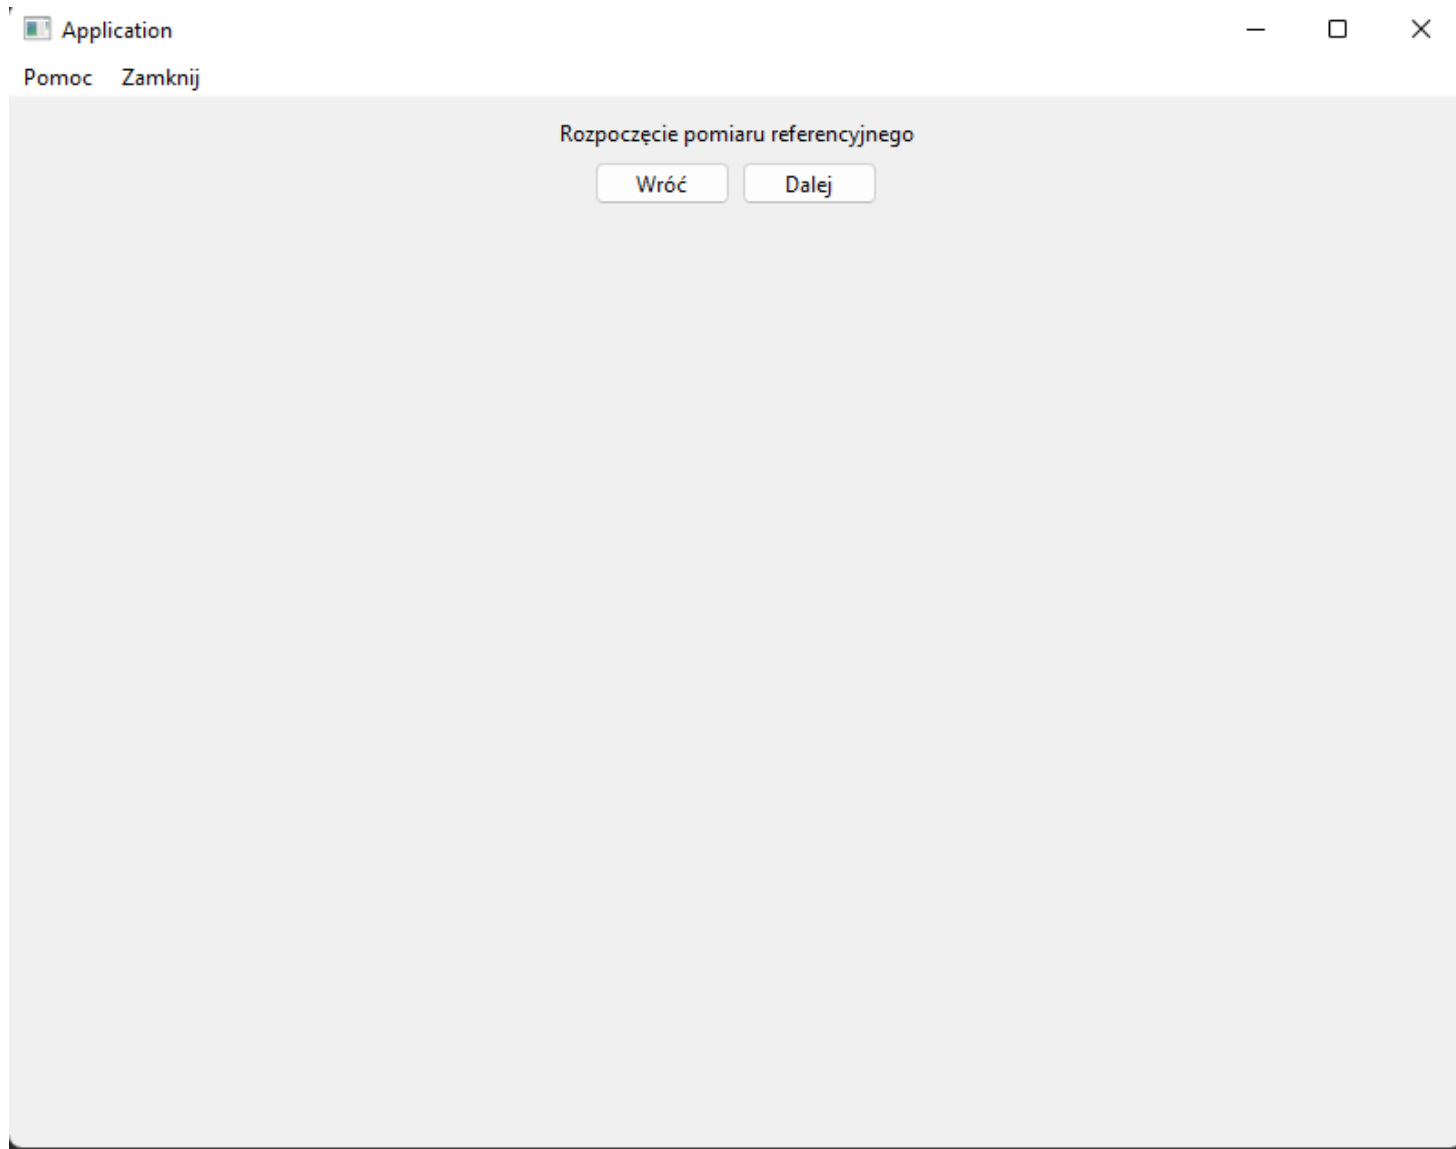 Application
Pomoc Zamknij
Rozpoczęcie pomiaru referencyjnego
Wróć Dalej